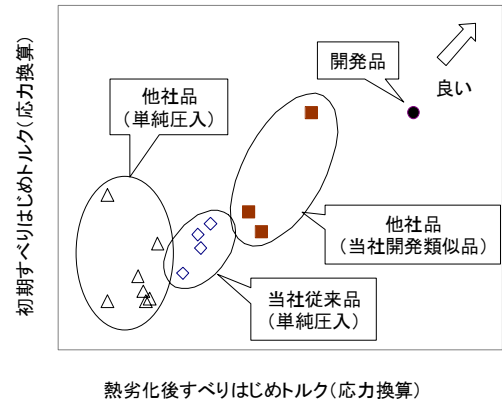 開発品
良い
他社品
(単純圧入)
初期すべりはじめトルク(応力換算)
他社品
(当社開発類似品)
当社従来品
(単純圧入)
熱劣化後すべりはじめトルク(応力換算)